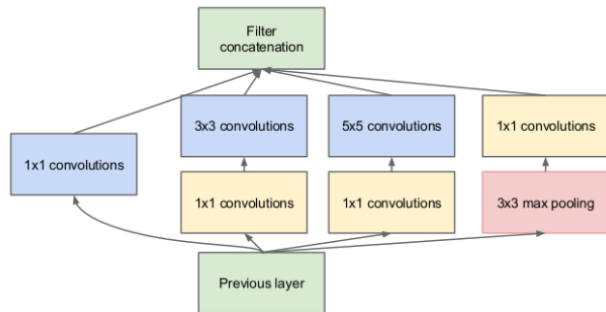 Filter
concatenation
3x3 convolutions
5x5 convolutions
1x1 convolutions
1x1 convolutions
1x1 convolutions
1x1 convolutions
3x3 max pooling
Previous layer